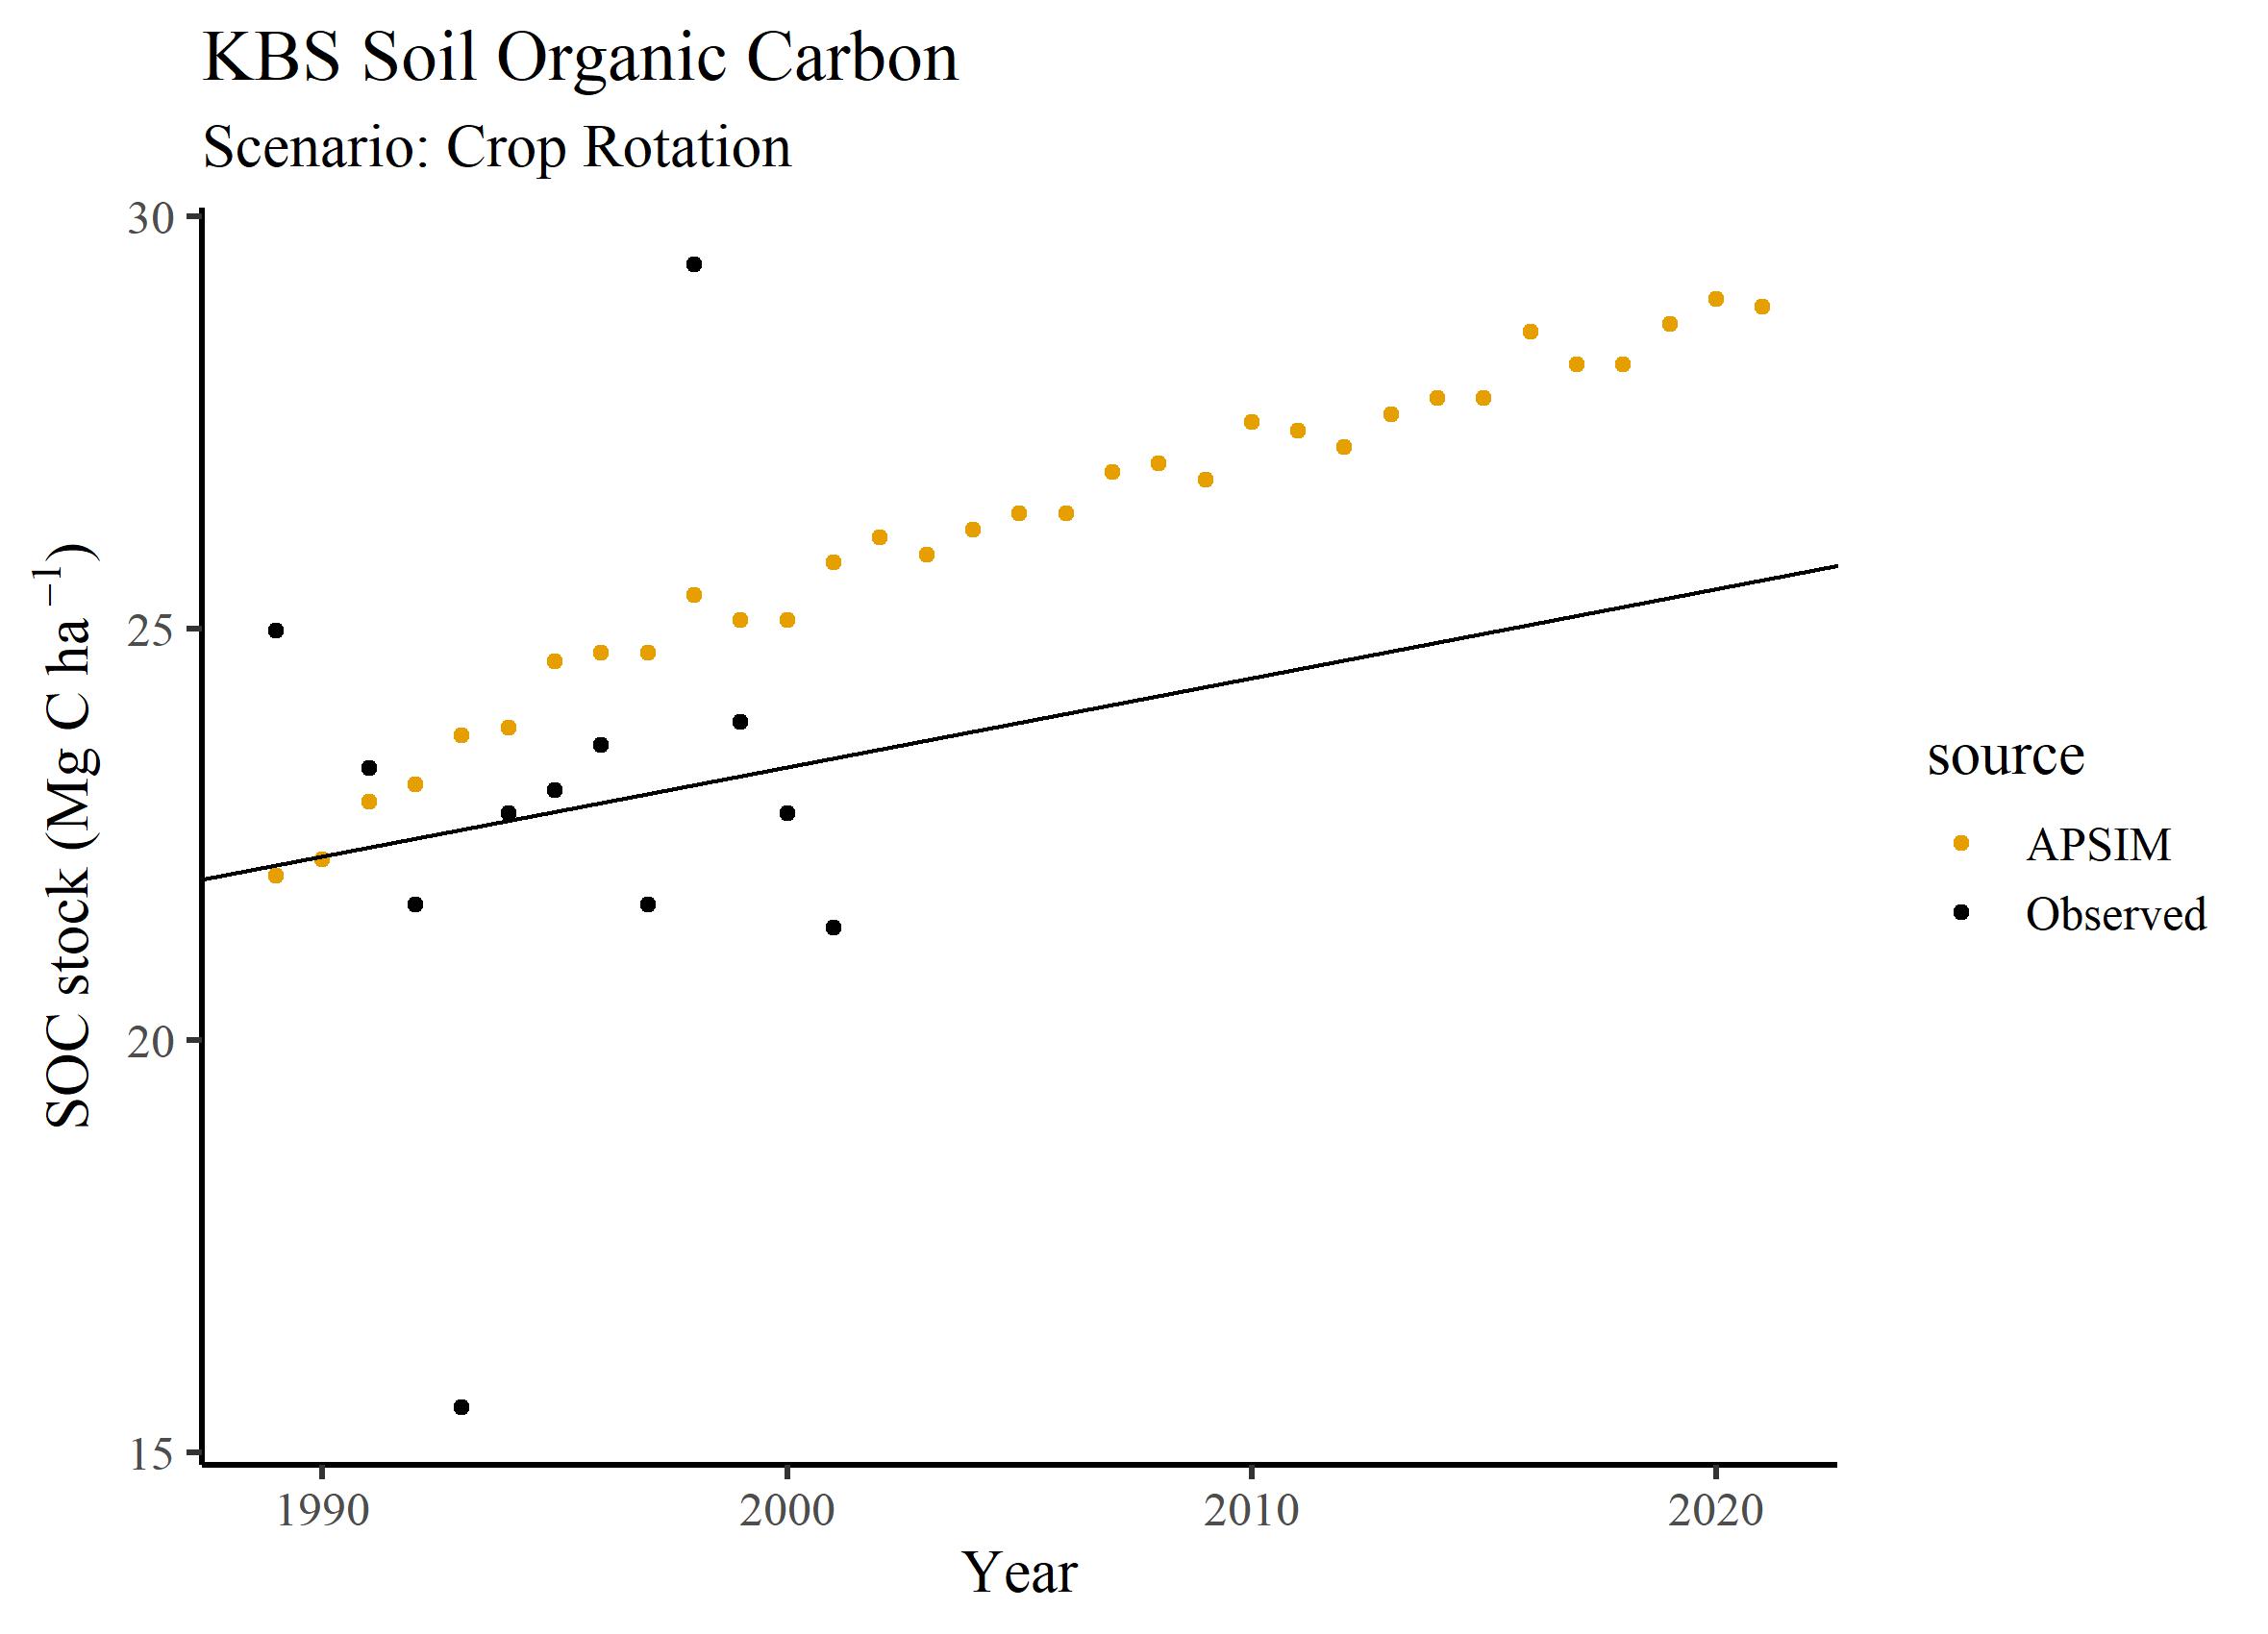 KBS Soil Organic Carbon
Scenario: Crop Rotation
SOC stock (Mg C ha⁻¹)
30
25
20
15
1990
2000
2010
2020
Year
source
APSIM
Observed